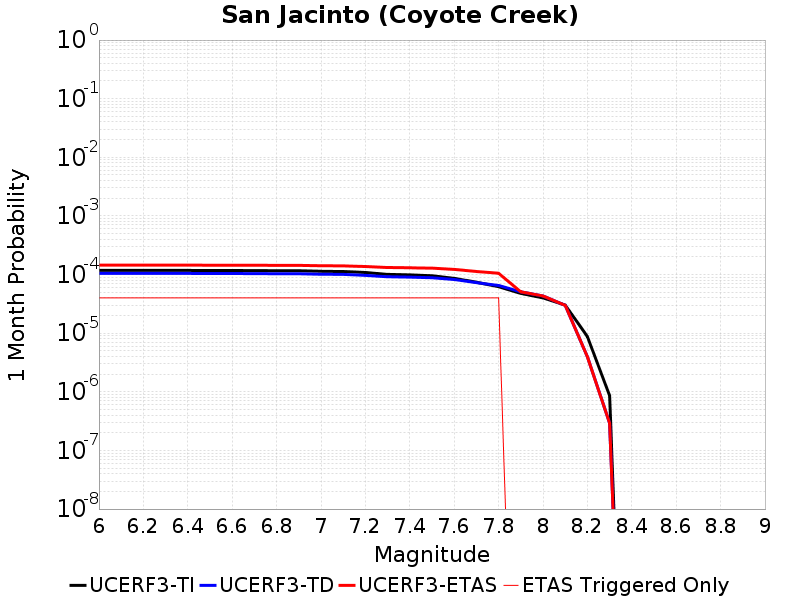 San Jacinto (Coyote Creek)
1 Month Probability
10^0
10^-1
10^-2
10^-3
10^-4
10^-5
10^-6
10^-7
10^-8
6 6.2 6.4 6.6 6.8 7 7.2 7.4 7.6 7.8 8 8.2 8.4 8.6 8.8 9
Magnitude
UCERF3-TI UCERF3-TD UCERF3-ETAS ETAS Triggered Only